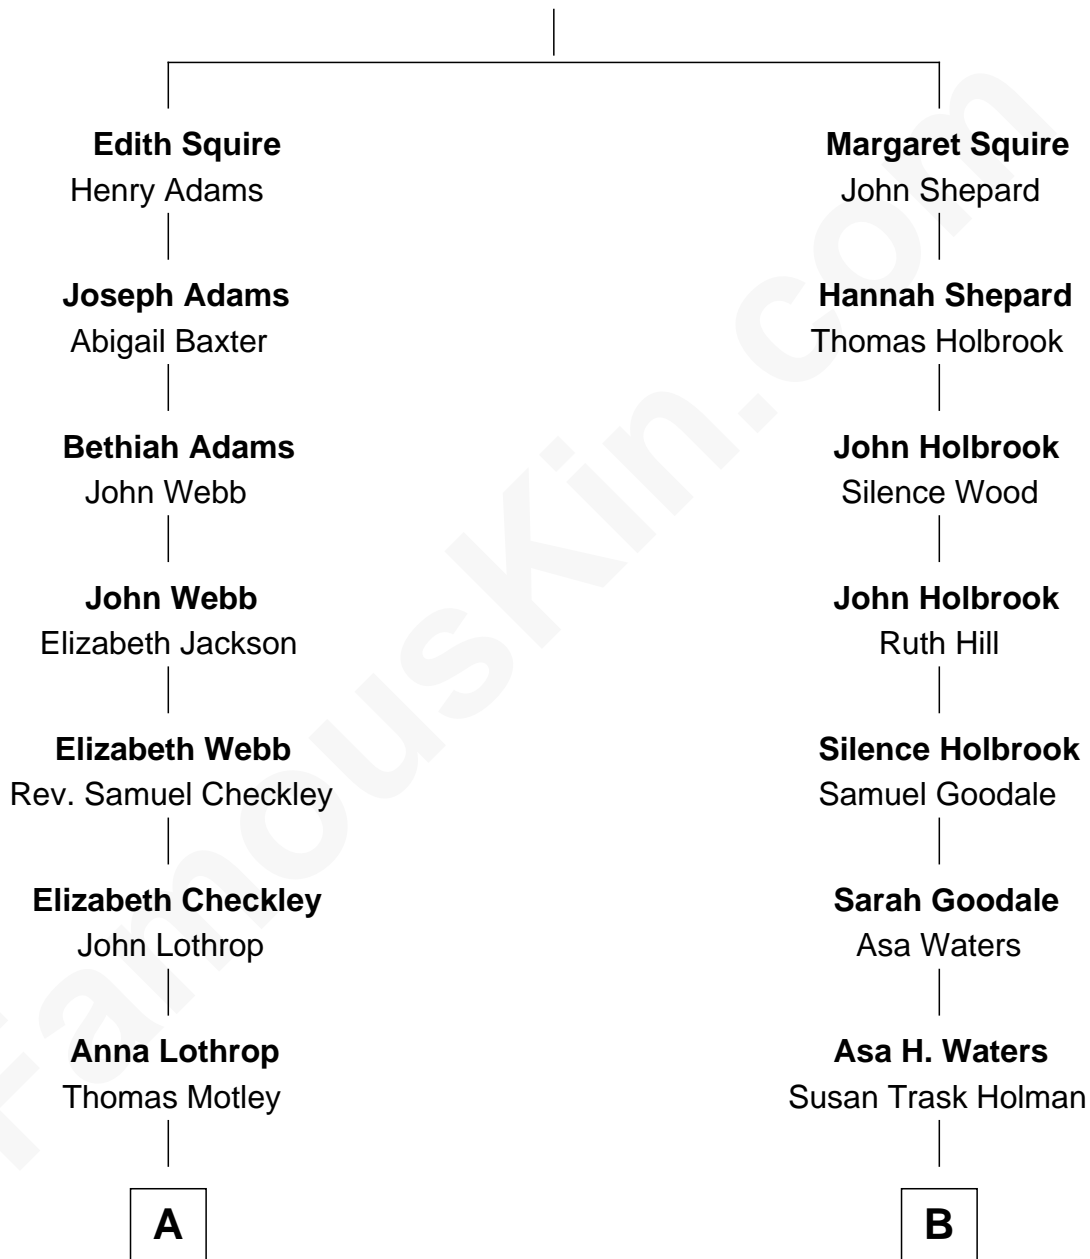 Edith Squire
Henry Adams
Joseph Adams
Abigail Baxter
Bethiah Adams
John Webb
John Webb
Elizabeth Jackson
Elizabeth Webb
Rev. Samuel Checkley
Elizabeth Checkley
John Lothrop
Anna Lothrop
Thomas Motley
A
Margaret Squire
John Shepard
Hannah Shepard
Thomas Holbrook
John Holbrook
Silence Wood
John Holbrook
Ruth Hill
Silence Holbrook
Samuel Goodale
Sarah Goodale
Asa Waters
Asa H. Waters
Susan Trask Holman
B
FamousKin.com